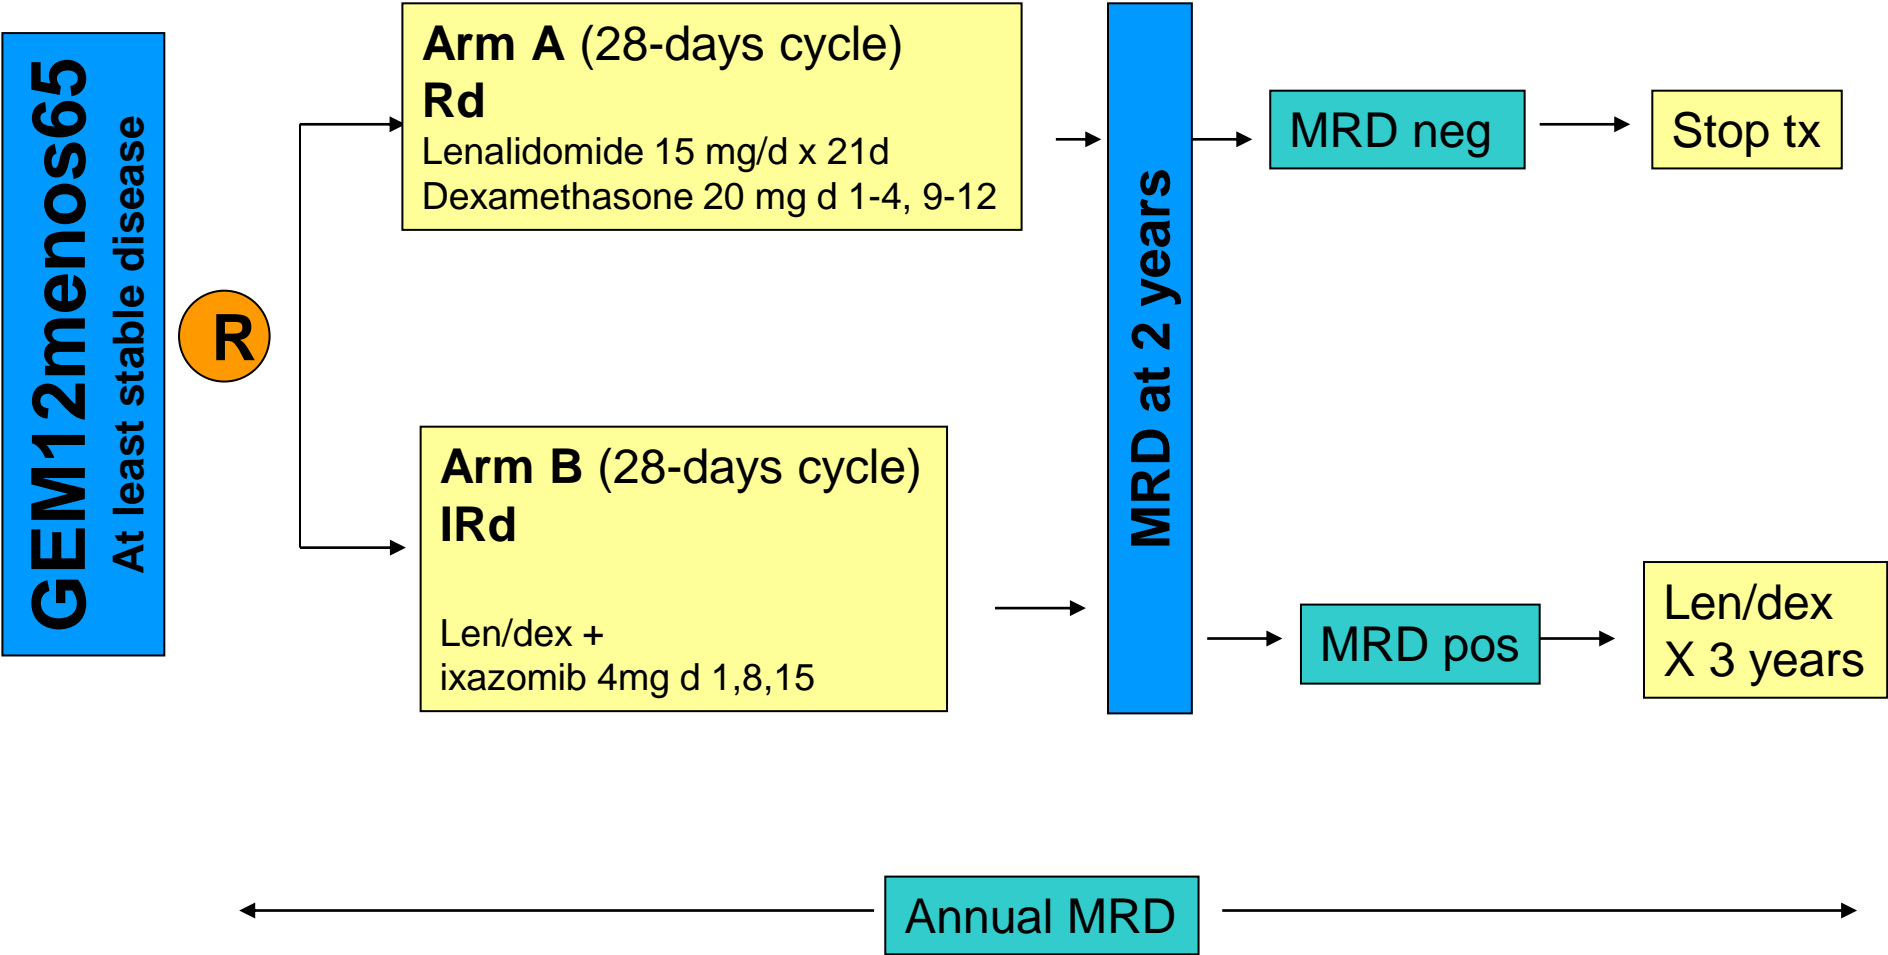 GEM12menos65
At least stable disease
R
Arm A (28-days cycle)
Rd
Lenalidomide 15 mg/d x 21d
Dexamethasone 20 mg d 1-4, 9-12
Arm B (28-days cycle)
IRd
Len/dex +
ixazomib 4mg d 1,8,15
MRD at 2 years
MRD neg
Stop tx
MRD pos
Len/dex
X 3 years
Annual MRD